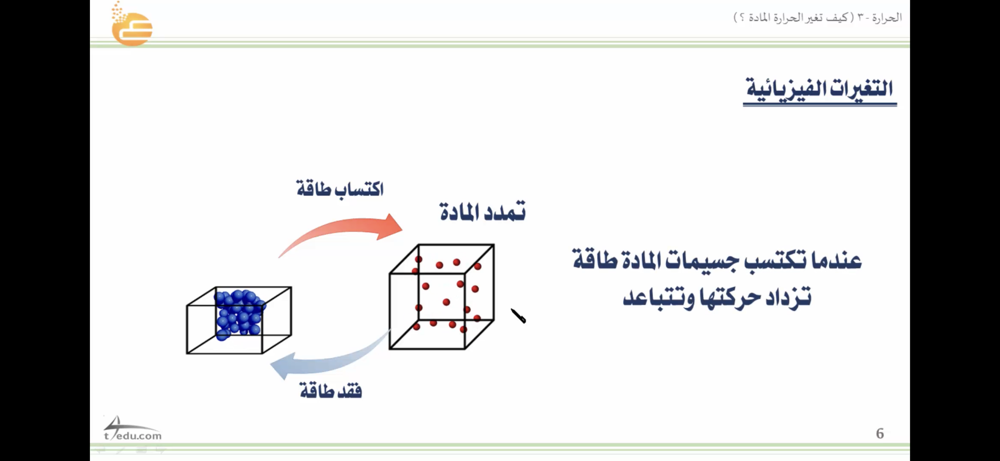 الحرارة - ٣ ( كيف تغير الحرارة المادة ؟ )
التغيرات الفيزيائية
اكتساب طاقة
تمدد المادة
عندما تكتسب جسيمات المادة طاقة
تزداد حركتها وتتباعد
فقد طاقة
t4edu.com
6